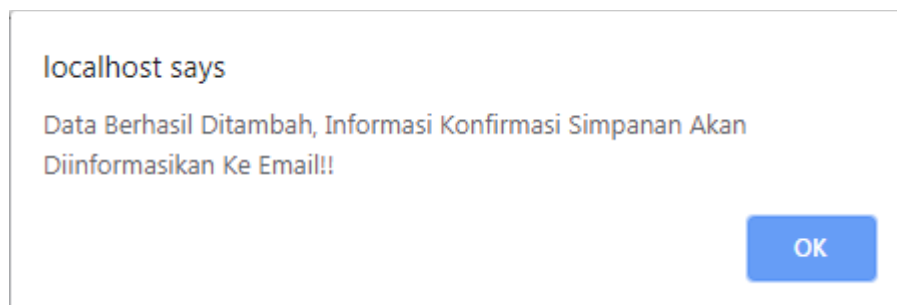 localhost says
Data Berhasil Ditambah, Informasi Konfirmasi Simpanan Akan
Diinformasikan Ke Email!!
OK